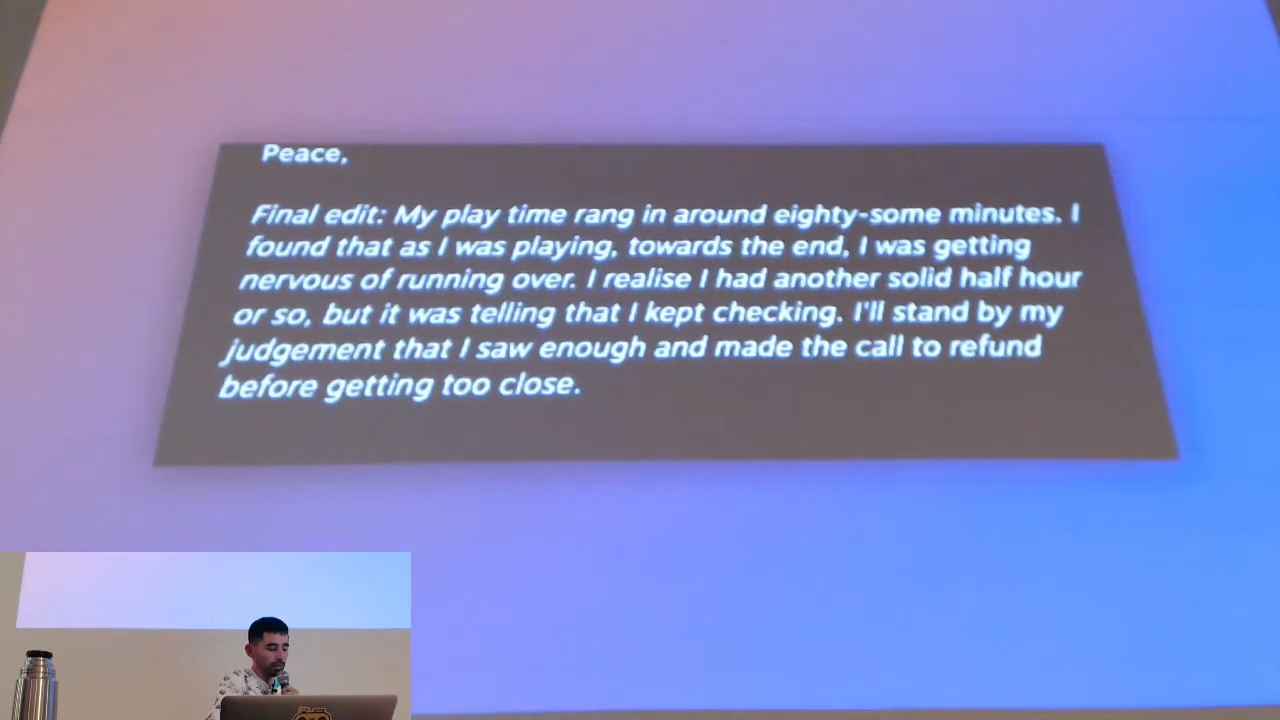 Peace,
Final edit: My play time rang in around eighty-some minutes. I
found that as I was playing, towards the end, I was getting
nervous of running over. I realise I had another solid half hour
or so, but it was telling that I kept checking. I'll stand by my
judgement that I saw enough and made the call to refund
before getting too close.